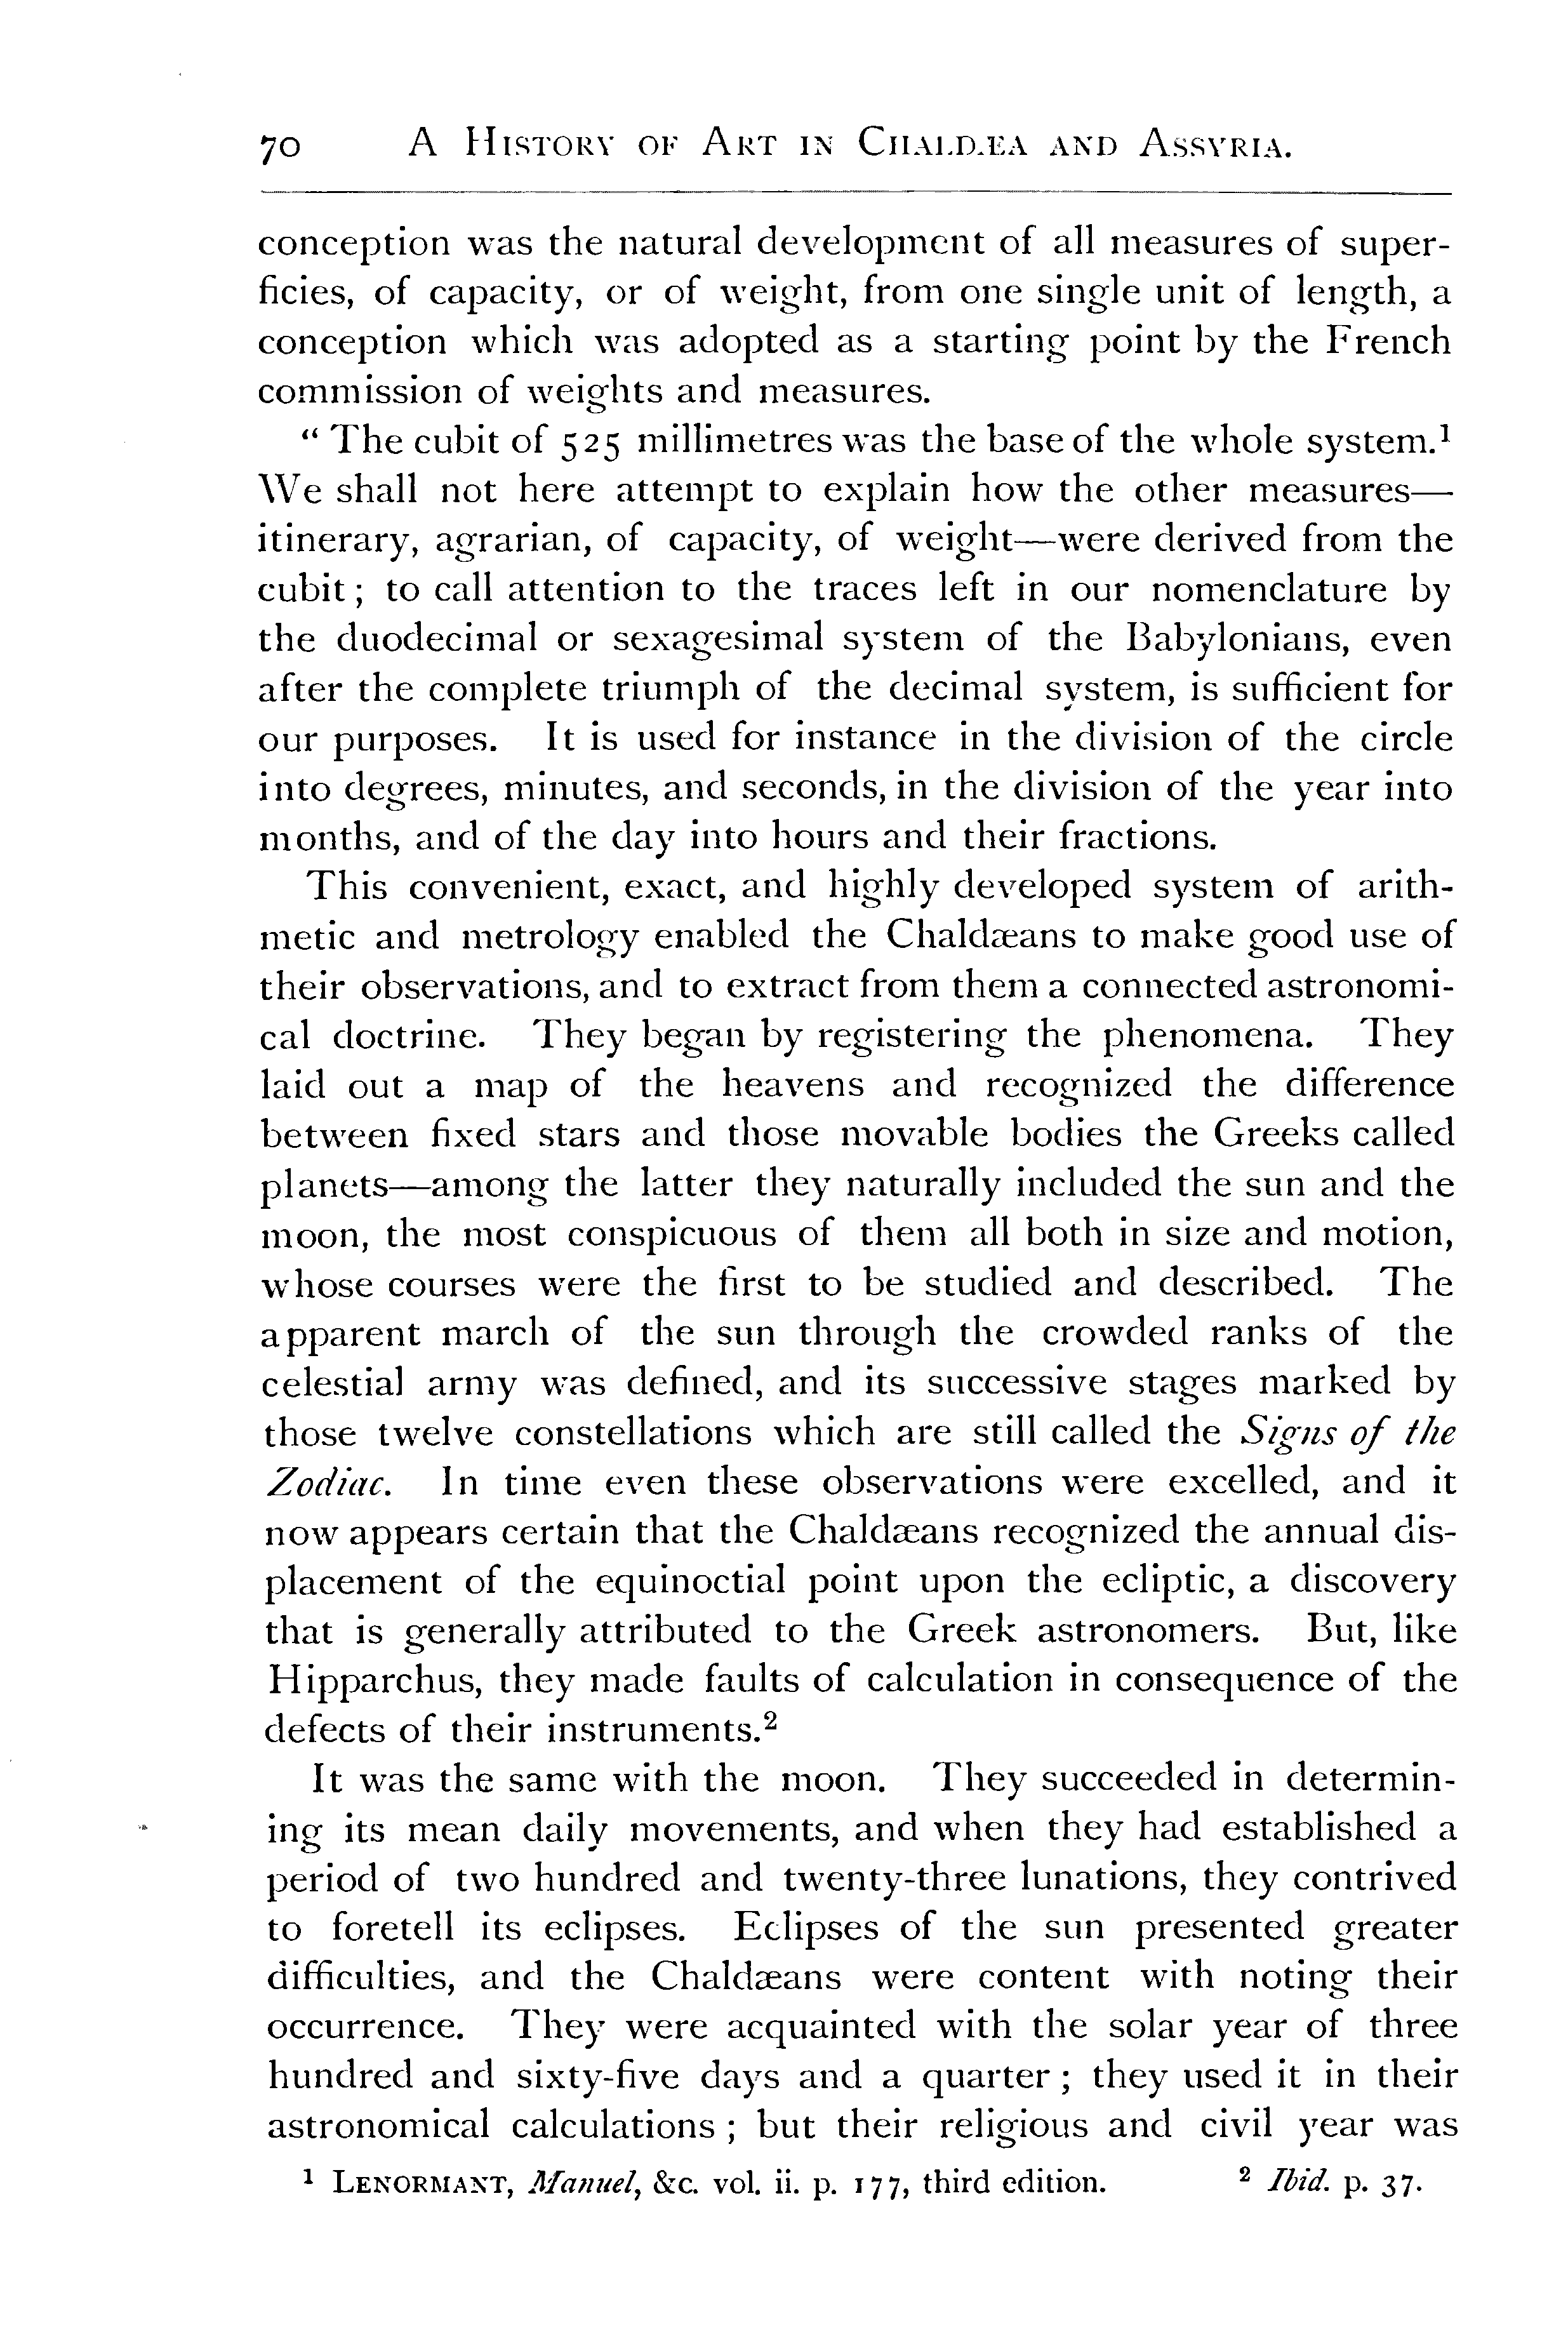 70 A History of Art in Chaldæa and Assyria.
conception was the natural development of all measures of super-
ficies, of capacity, or of weight, from one single unit of length, a
conception which was adopted as a starting point by the French
commission of weights and measures.
“ The cubit of 525 millimetres was the base of the whole system.¹
We shall not here attempt to explain how the other measures—
itinerary, agrarian, of capacity, of weight—were derived from the
cubit ; to call attention to the traces left in our nomenclature by
the duodecimal or sexagesimal system of the Babylonians, even
after the complete triumph of the decimal system, is sufficient for
our purposes. It is used for instance in the division of the circle
into degrees, minutes, and seconds, in the division of the year into
months, and of the day into hours and their fractions.
This convenient, exact, and highly developed system of arith-
metic and metrology enabled the Chaldæans to make good use of
their observations, and to extract from them a connected astronomi-
cal doctrine. They began by registering the phenomena. They
laid out a map of the heavens and recognized the difference
between fixed stars and those movable bodies the Greeks called
planets—among the latter they naturally included the sun and the
moon, the most conspicuous of them all both in size and motion,
whose courses were the first to be studied and described. The
apparent march of the sun through the crowded ranks of the
celestial army was defined, and its successive stages marked by
those twelve constellations which are still called the Signs of the
Zodiac. In time even these observations were excelled, and it
now appears certain that the Chaldæans recognized the annual dis-
placement of the equinoctial point upon the ecliptic, a discovery
that is generally attributed to the Greek astronomers. But, like
Hipparchus, they made faults of calculation in consequence of the
defects of their instruments.²
It was the same with the moon. They succeeded in determin-
ing its mean daily movements, and when they had established a
period of two hundred and twenty-three lunations, they contrived
to foretell its eclipses. Eclipses of the sun presented greater
difficulties, and the Chaldæans were content with noting their
occurrence. They were acquainted with the solar year of three
hundred and sixty-five days and a quarter ; they used it in their
astronomical calculations ; but their religious and civil year was
¹ Lenormant, Manuel, &c. vol. ii. p. 177, third edition. ² Ibid. p. 37.